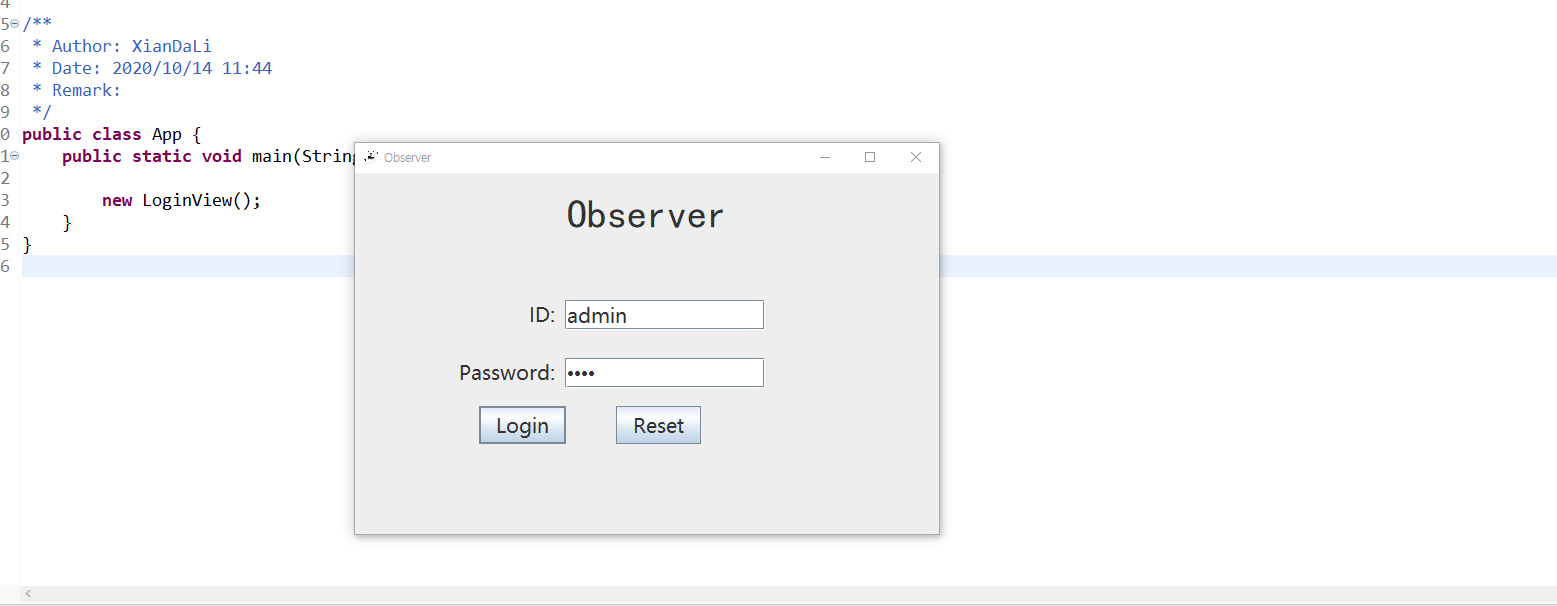 4
5 /**
6  * Author: XianDaLi
7  * Date: 2020/10/14 11:44
8  * Remark:
9  */
0 public class App {
1     public static void main(String
2
3         new LoginView();
4     }
5 }
6
Observer
Observer
ID: admin
Password: ••••
Login Reset